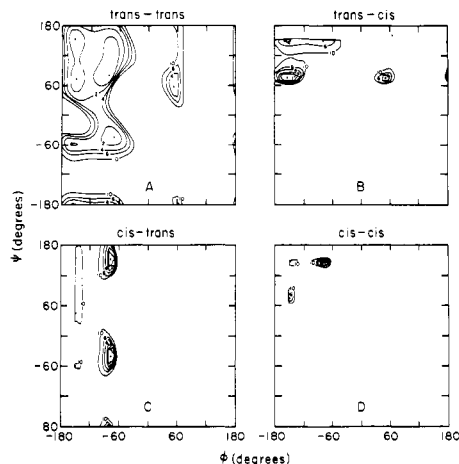 trans-trans
trans-cis
180
60
-60
-180
A
B
cis-trans
cis-cis
180
60
-60
80
-180
-60
60
180
-180
-60
60
180
C
D
ψ (degrees)
φ (degrees)